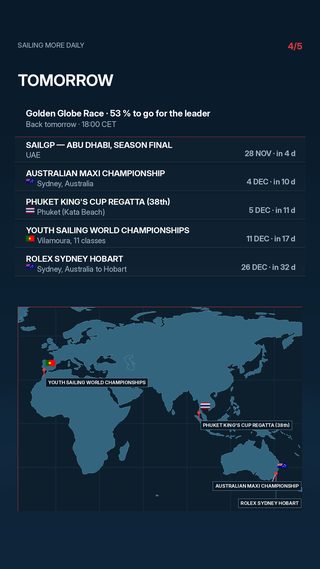 SAILING MORE DAILY
4/5
TOMORROW
Golden Globe Race · 53 % to go for the leader
Back tomorrow · 18:00 CET
SAILGP — ABU DHABI, SEASON FINAL
UAE
28 NOV · in 4 d
AUSTRALIAN MAXI CHAMPIONSHIP
Sydney, Australia
4 DEC · in 10 d
PHUKET KING'S CUP REGATTA (38th)
Phuket (Kata Beach)
5 DEC · in 11 d
YOUTH SAILING WORLD CHAMPIONSHIPS
Vilamoura, 11 classes
11 DEC · in 17 d
ROLEX SYDNEY HOBART
Sydney, Australia to Hobart
26 DEC · in 32 d
YOUTH SAILING WORLD CHAMPIONSHIPS
PHUKET KING'S CUP REGATTA (38th)
AUSTRALIAN MAXI CHAMPIONSHIP
ROLEX SYDNEY HOBART